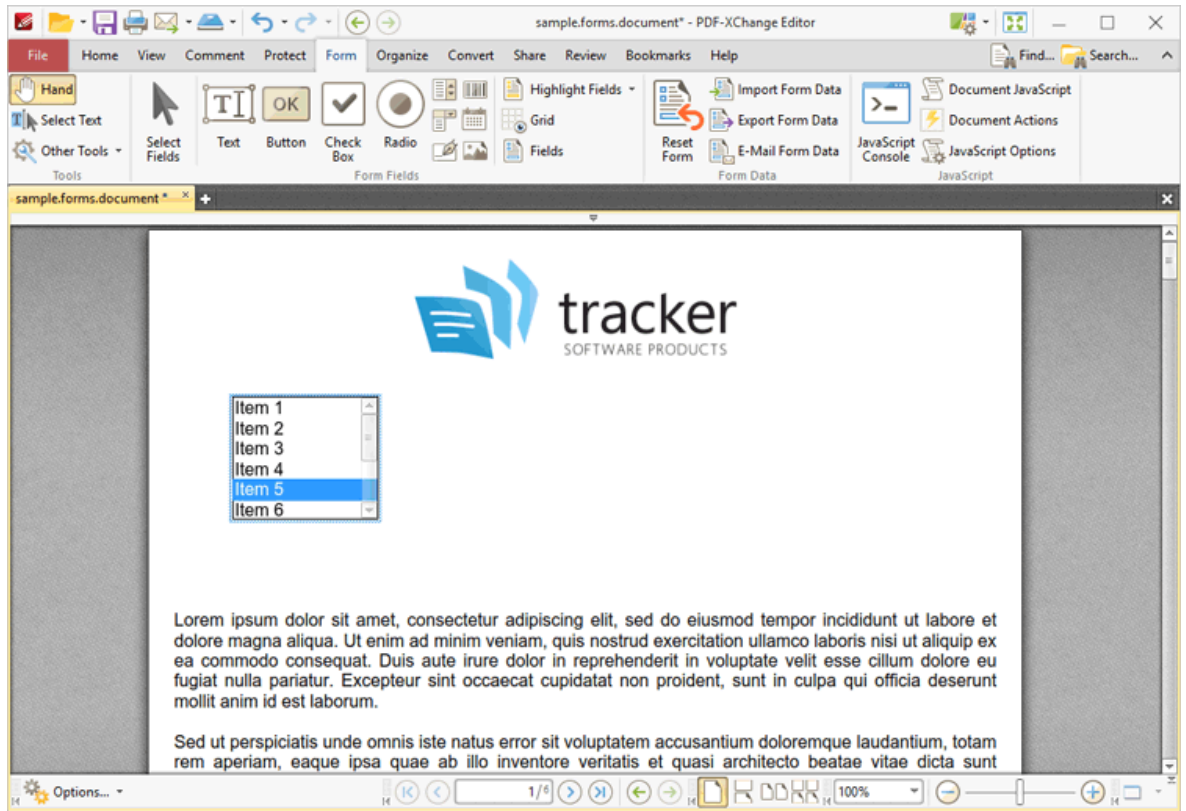 sample.forms.document* - PDF-XChange Editor
File Home View Comment Protect Form Organize Convert Share Review Bookmarks Help Find... Search...
Hand
Select Text
Other Tools
Tools
Select Fields
Text
Button
OK
Check Box
Radio
Form Fields
Highlight Fields
Grid
Fields
Reset Form
Import Form Data
Export Form Data
E-Mail Form Data
Form Data
JavaScript Console
Document JavaScript
Document Actions
JavaScript Options
JavaScript
sample.forms.document *
tracker
SOFTWARE PRODUCTS
Item 1
Item 2
Item 3
Item 4
Item 5
Item 6
Lorem ipsum dolor sit amet, consectetur adipiscing elit, sed do eiusmod tempor incididunt ut labore et
dolore magna aliqua. Ut enim ad minim veniam, quis nostrud exercitation ullamco laboris nisi ut aliquip ex
ea commodo consequat. Duis aute irure dolor in reprehenderit in voluptate velit esse cillum dolore eu
fugiat nulla pariatur. Excepteur sint occaecat cupidatat non proident, sunt in culpa qui officia deserunt
mollit anim id est laborum.
Sed ut perspiciatis unde omnis iste natus error sit voluptatem accusantium doloremque laudantium, totam
rem aperiam, eaque ipsa quae ab illo inventore veritatis et quasi architecto beatae vitae dicta sunt
Options... 1/6 100%